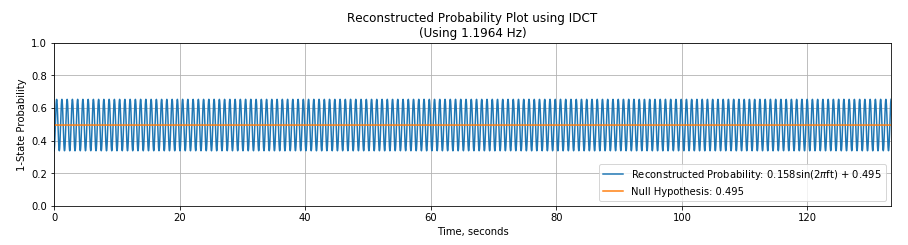 Reconstructed Probability Plot using IDCT
(Using 1.1964 Hz)
1-State Probability
1.0
0.8
0.6
0.4
0.2
0.0
Reconstructed Probability: 0.158sin(2πft) + 0.495
Null Hypothesis: 0.495
0 20 40 60 80 100 120
Time, seconds